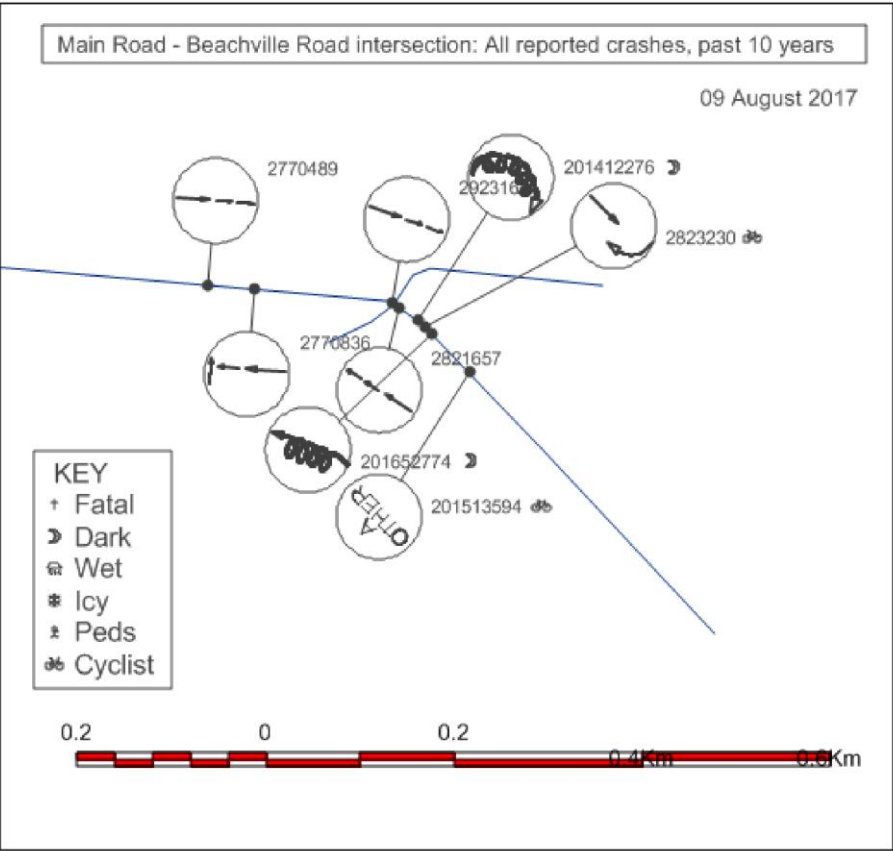 Main Road - Beachville Road intersection: All reported crashes, past 10 years
09 August 2017
2770489
201412276
2823230
2770836
2821657
201652774
201513594
OTHER
KEY
Fatal
Dark
Wet
Icy
Peds
Cyclist
0.2 0 0.2 0.4Km 0.6Km